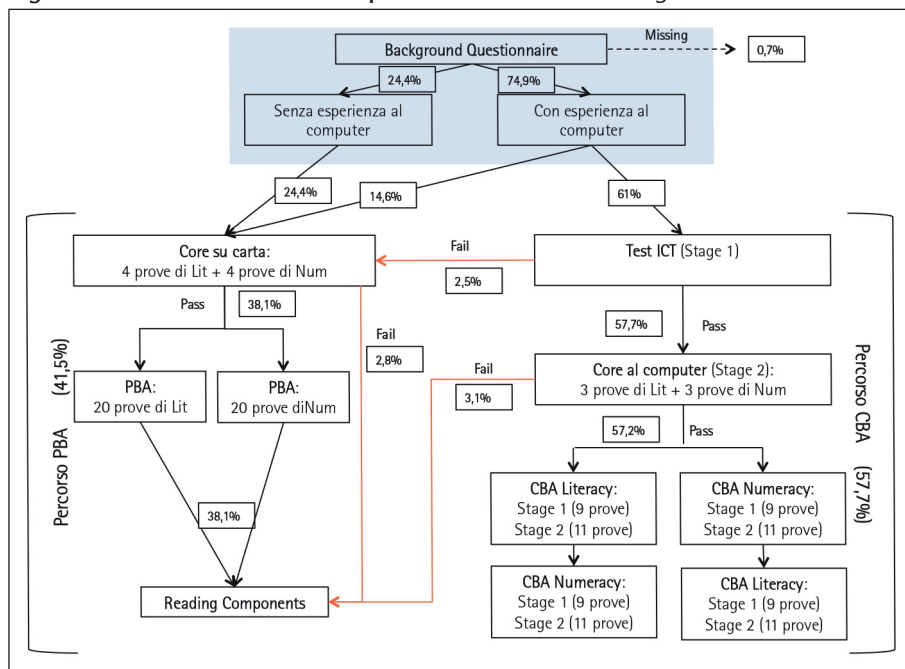 Background Questionnaire
Missing
0,7%
24,4%
74,9%
Senza esperienza al
computer
Con esperienza al
computer
24,4%
14,6%
61%
Core su carta:
4 prove di Lit + 4 prove di Num
Fail
2,5%
Test ICT (Stage 1)
Pass
38,1%
Fail
2,8%
57,7%
Pass
Percorso PBA (41,5%)
PBA:
20 prove di Lit
PBA:
20 prove diNum
Fail
3,1%
Core al computer (Stage 2):
3 prove di Lit + 3 prove di Num
Percorso CBA (57,7%)
57,2%
Pass
38,1%
CBA Literacy:
Stage 1 (9 prove)
Stage 2 (11 prove)
CBA Numeracy:
Stage 1 (9 prove)
Stage 2 (11 prove)
Reading Components
CBA Numeracy:
Stage 1 (9 prove)
Stage 2 (11 prove)
CBA Literacy:
Stage 1 (9 prove)
Stage 2 (11 prove)